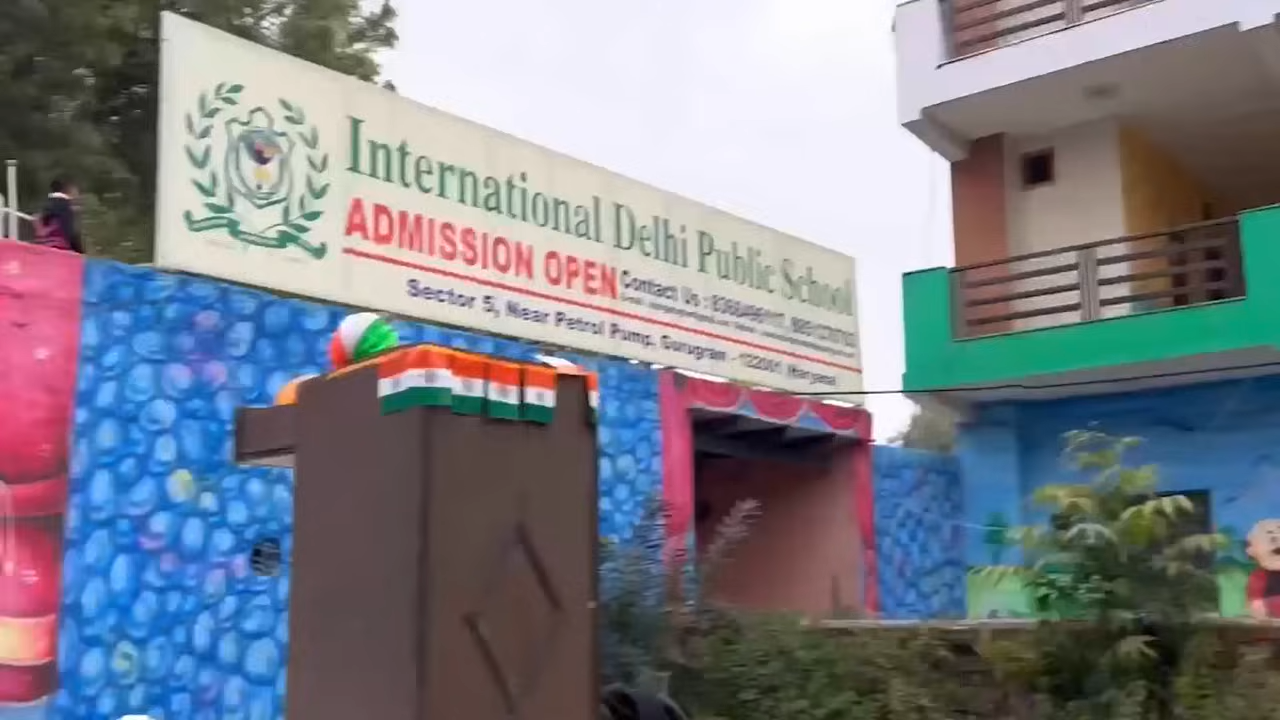 International Delhi Public School
ADMISSION OPEN
Contact Us :
Sector 5, Near Petrol Pump, Gurugram - 122001, Haryana